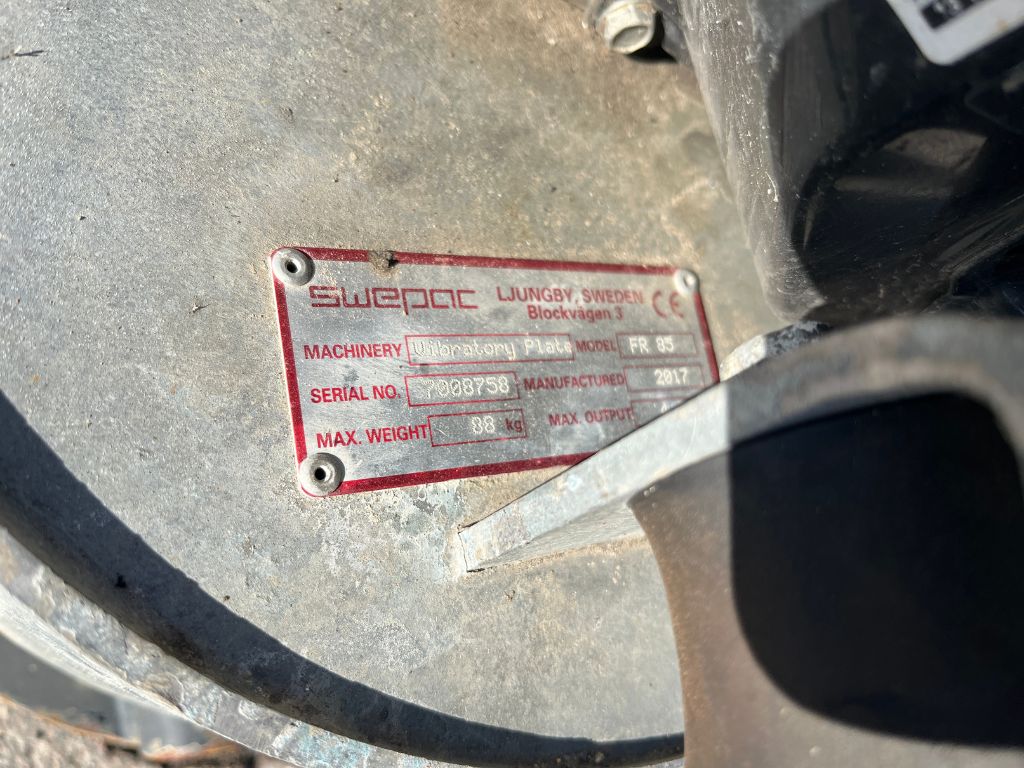 swepac LJUNGBY, SWEDEN CE
Blockvägen 3
MACHINERY Vibratory Plate MODEL FR 85
SERIAL NO. 7008758 MANUFACTURED 2017
MAX. WEIGHT 88 kg MAX. OUTPUT